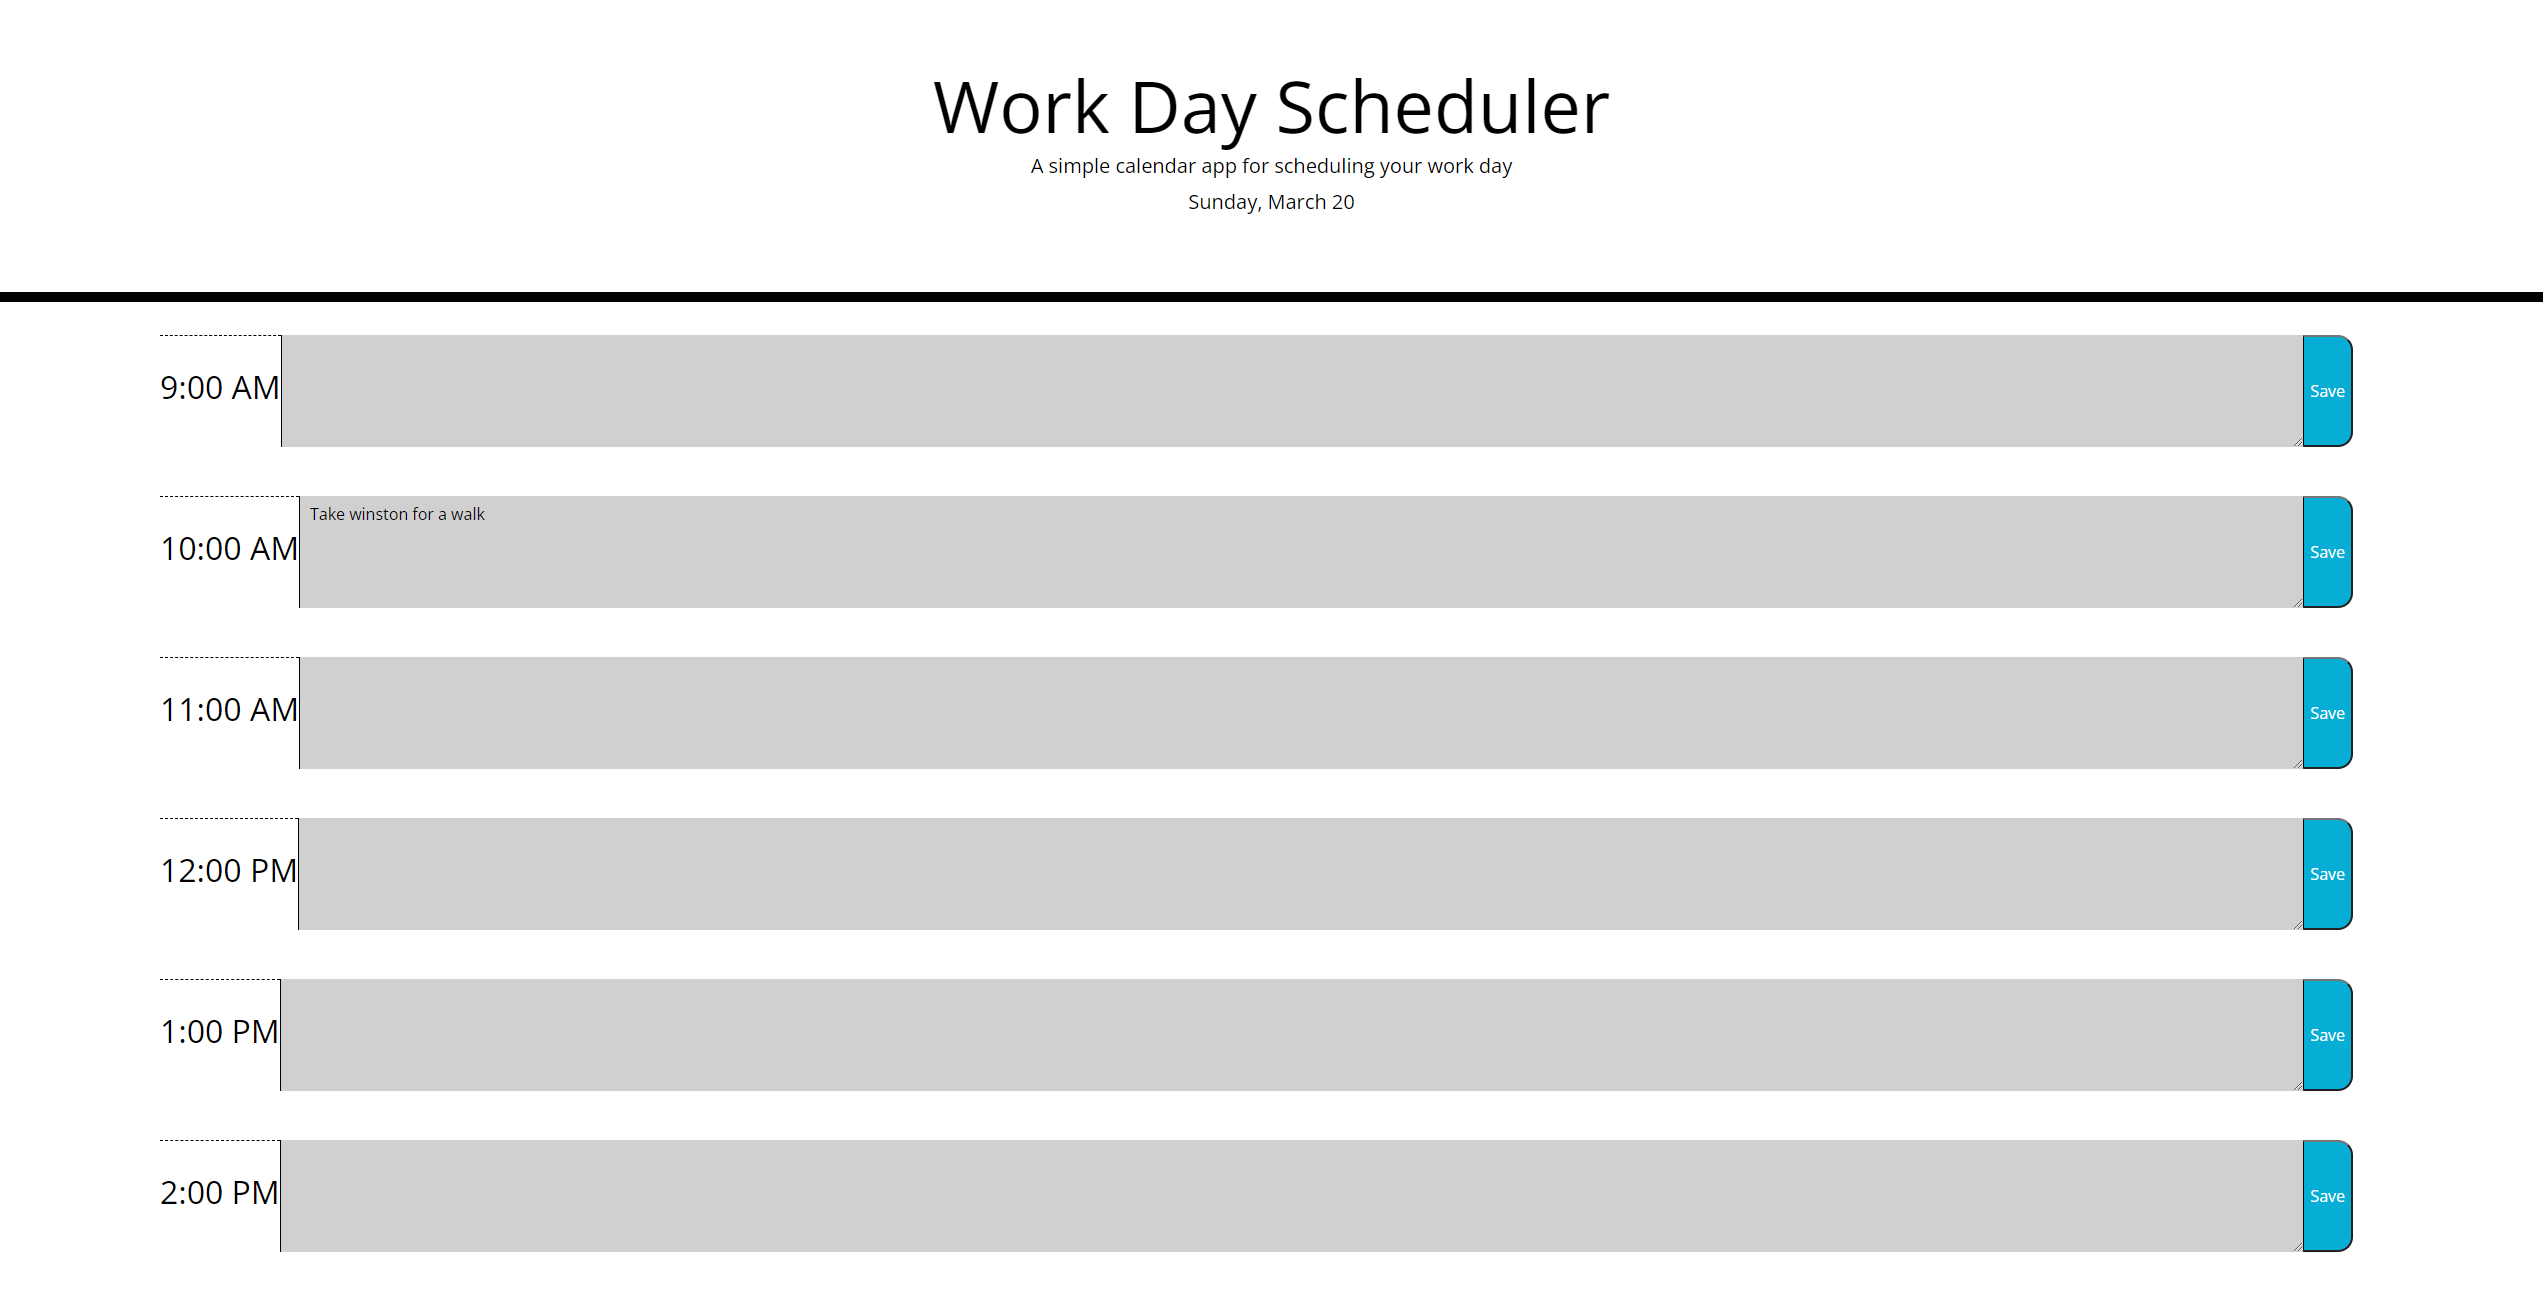 Work Day Scheduler
A simple calendar app for scheduling your work day
Sunday, March 20
9:00 AM
Save
10:00 AM
Take winston for a walk
Save
11:00 AM
Save
12:00 PM
Save
1:00 PM
Save
2:00 PM
Save